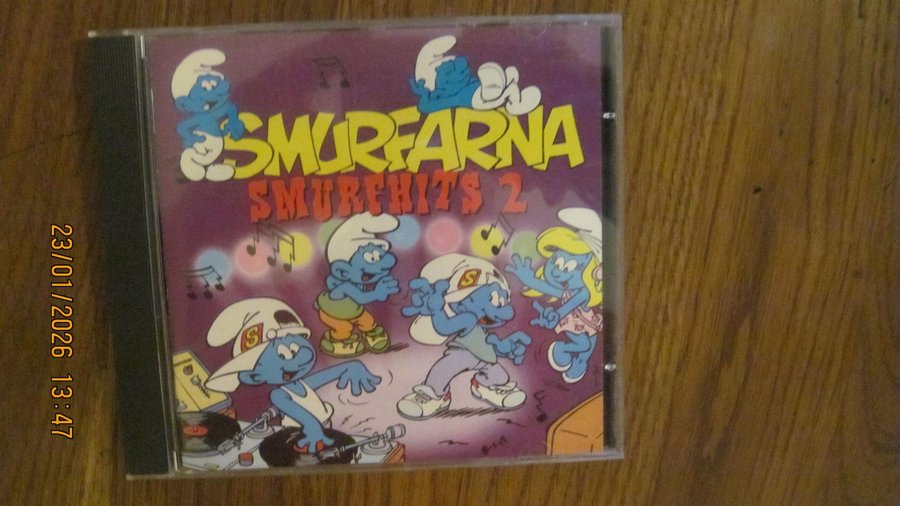 SMURFARNA
SMURFHITS 2
S
S
23/01/2026 13:47